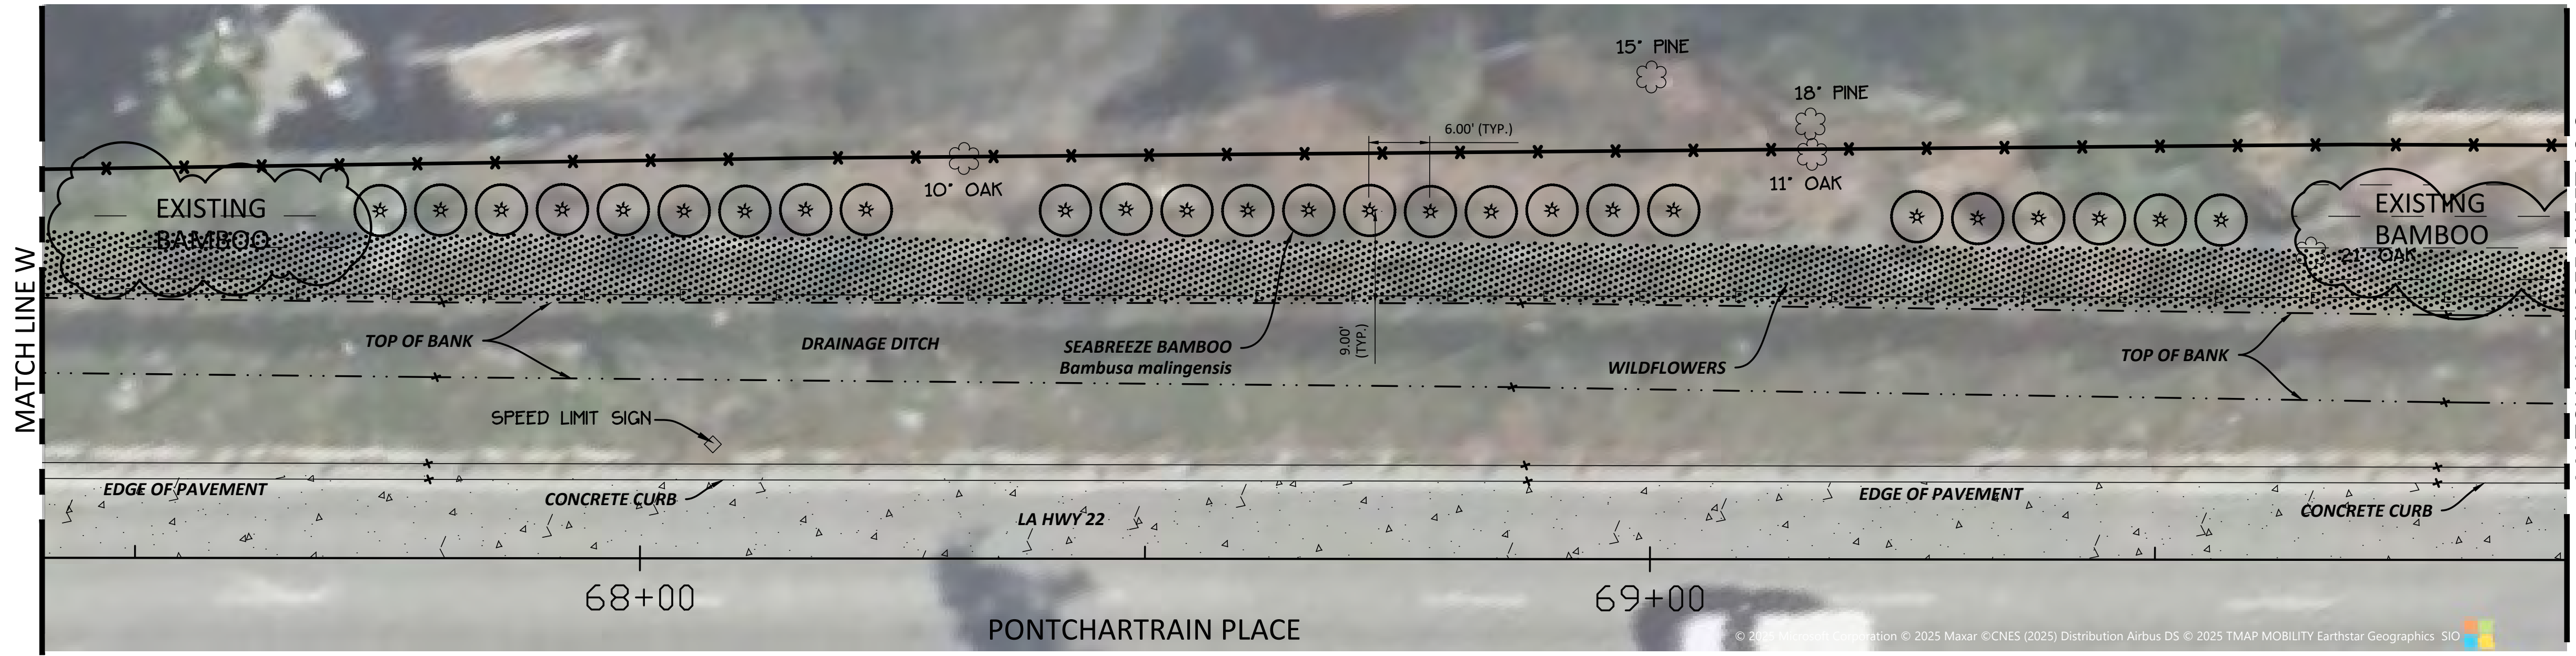 15" PINE
18" PINE
6.00' (TYP.)
10" OAK
11" OAK
EXISTING
BAMBOO
EXISTING
BAMBOO
21" OAK
MATCH LINE W
TOP OF BANK
DRAINAGE DITCH
SEABREEZE BAMBOO
Bambusa malingensis
9.00'
(TYP.)
WILDFLOWERS
TOP OF BANK
SPEED LIMIT SIGN
EDGE OF PAVEMENT
CONCRETE CURB
LA HWY 22
EDGE OF PAVEMENT
CONCRETE CURB
68+00
69+00
PONTCHARTRAIN PLACE
© 2025 Microsoft Corporation © 2025 Maxar ©CNES (2025) Distribution Airbus DS © 2025 TMAP MOBILITY Earthstar Geographics SIO